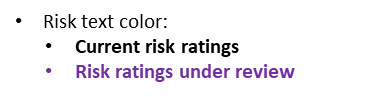 • Risk text color:
• Current risk ratings
• Risk ratings under review